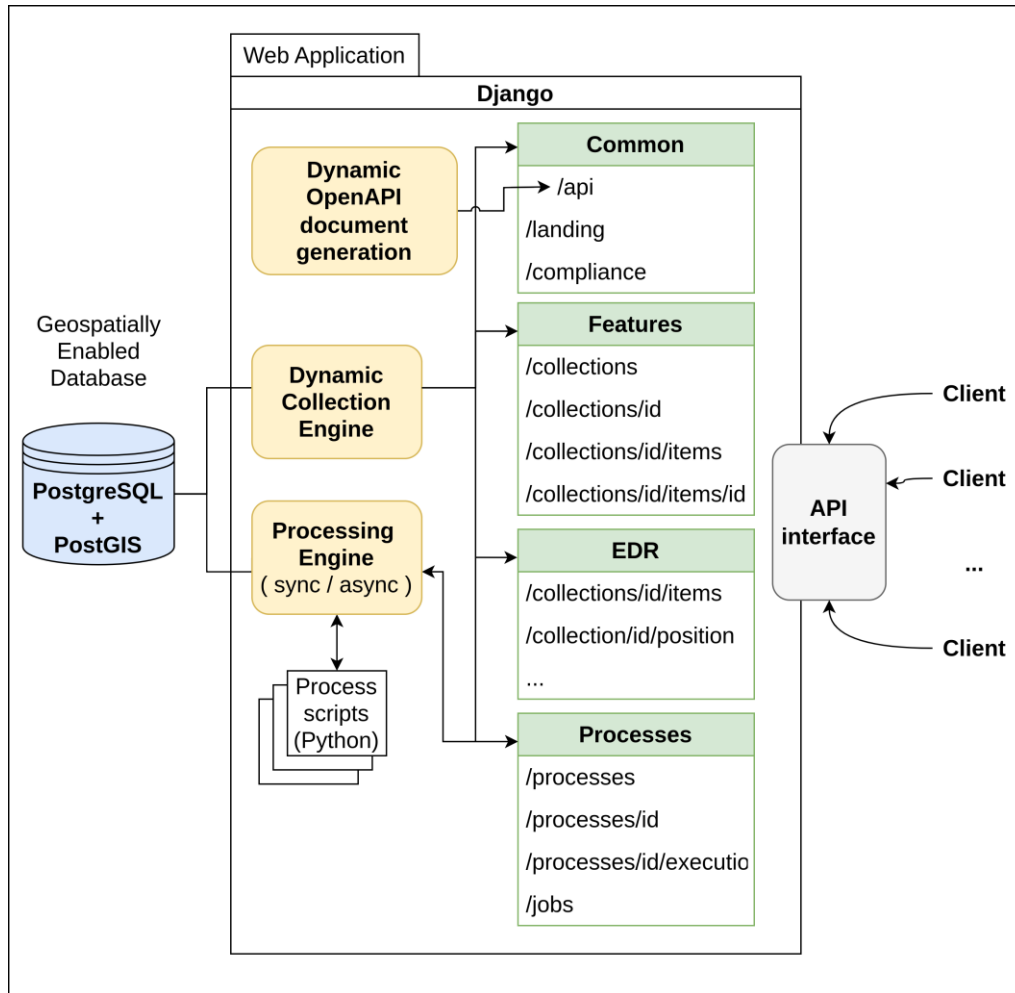 Web Application
Django
Dynamic
OpenAPI
document
generation
Common
/api
/landing
/compliance
Geospatially
Enabled
Database
PostgreSQL
+
PostGIS
Dynamic
Collection
Engine
Features
/collections
/collections/id
/collections/id/items
/collections/id/items/id
Processing
Engine
( sync / async )
EDR
/collections/id/items
/collection/id/position
...
Process
scripts
(Python)
Processes
/processes
/processes/id
/processes/id/executio
/jobs
API
interface
Client
Client
...
Client